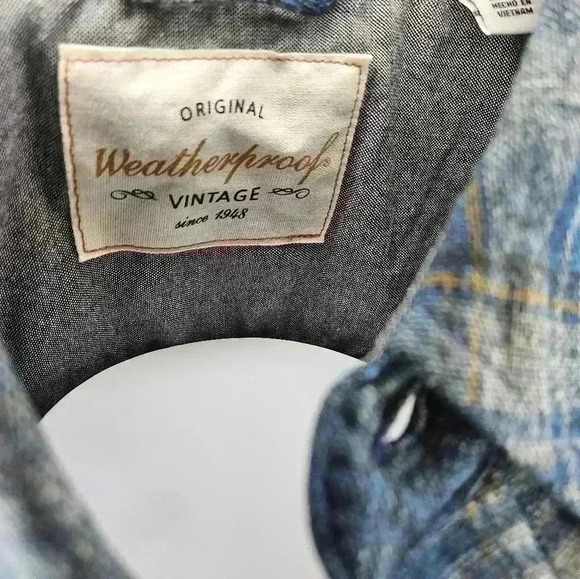 HECHO EN
VIETNAM
ORIGINAL
Weatherproof®
VINTAGE
since 1948